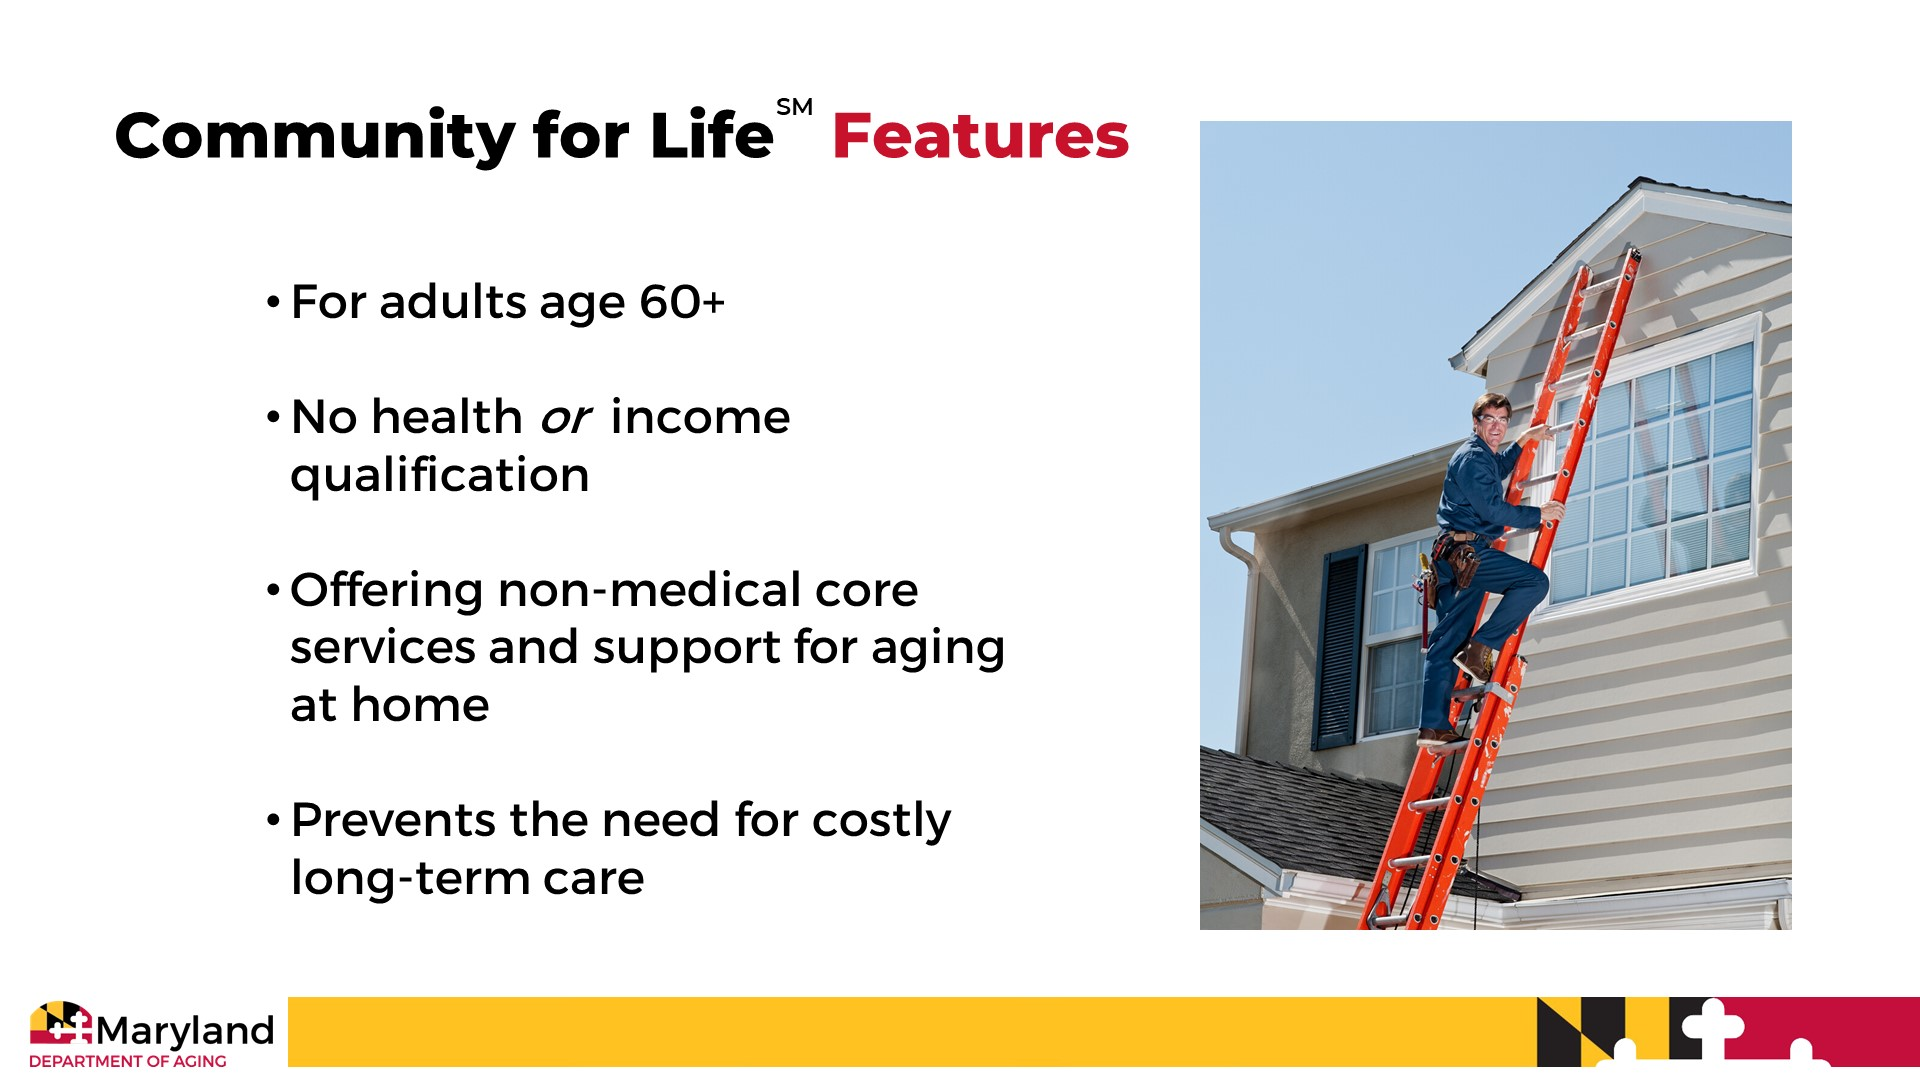 Community for Life℠ Features
• For adults age 60+
• No health or income
qualification
• Offering non-medical core
services and support for aging
at home
• Prevents the need for costly
long-term care
Maryland
DEPARTMENT OF AGING